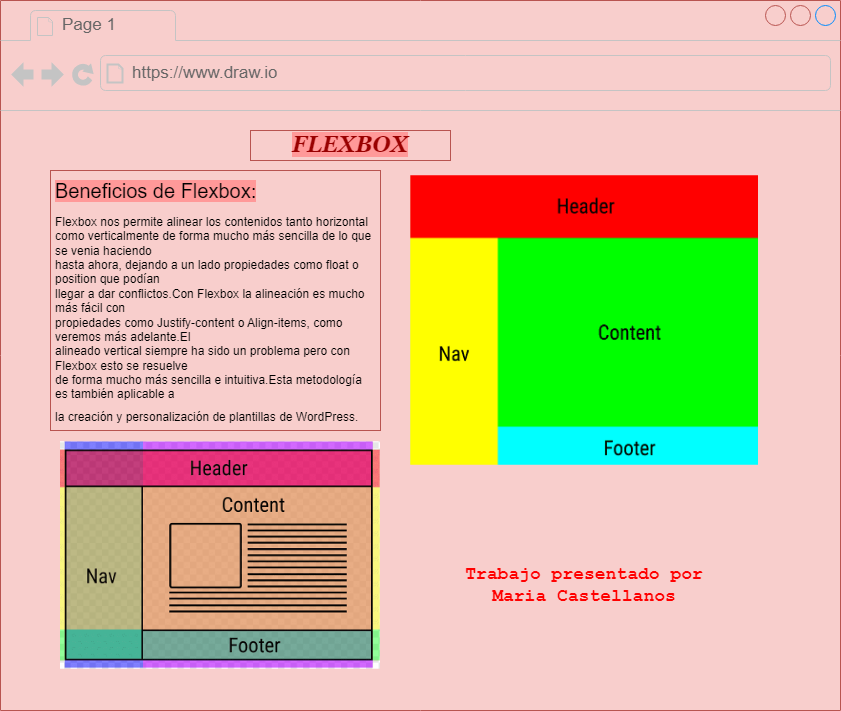 Page 1
https://www.draw.io
FLEXBOX
Beneficios de Flexbox:
Flexbox nos permite alinear los contenidos tanto horizontal
como verticalmente de forma mucho más sencilla de lo que
se venia haciendo
hasta ahora, dejando a un lado propiedades como float o
position que podían
llegar a dar conflictos.Con Flexbox la alineación es mucho
más fácil con
propiedades como Justify-content o Align-items, como
veremos más adelante.El
alineado vertical siempre ha sido un problema pero con
Flexbox esto se resuelve
de forma mucho más sencilla e intuitiva.Esta metodología
es también aplicable a
la creación y personalización de plantillas de WordPress.
Header
Nav
Content
Footer
Header
Content
Nav
Footer
Trabajo presentado por
Maria Castellanos